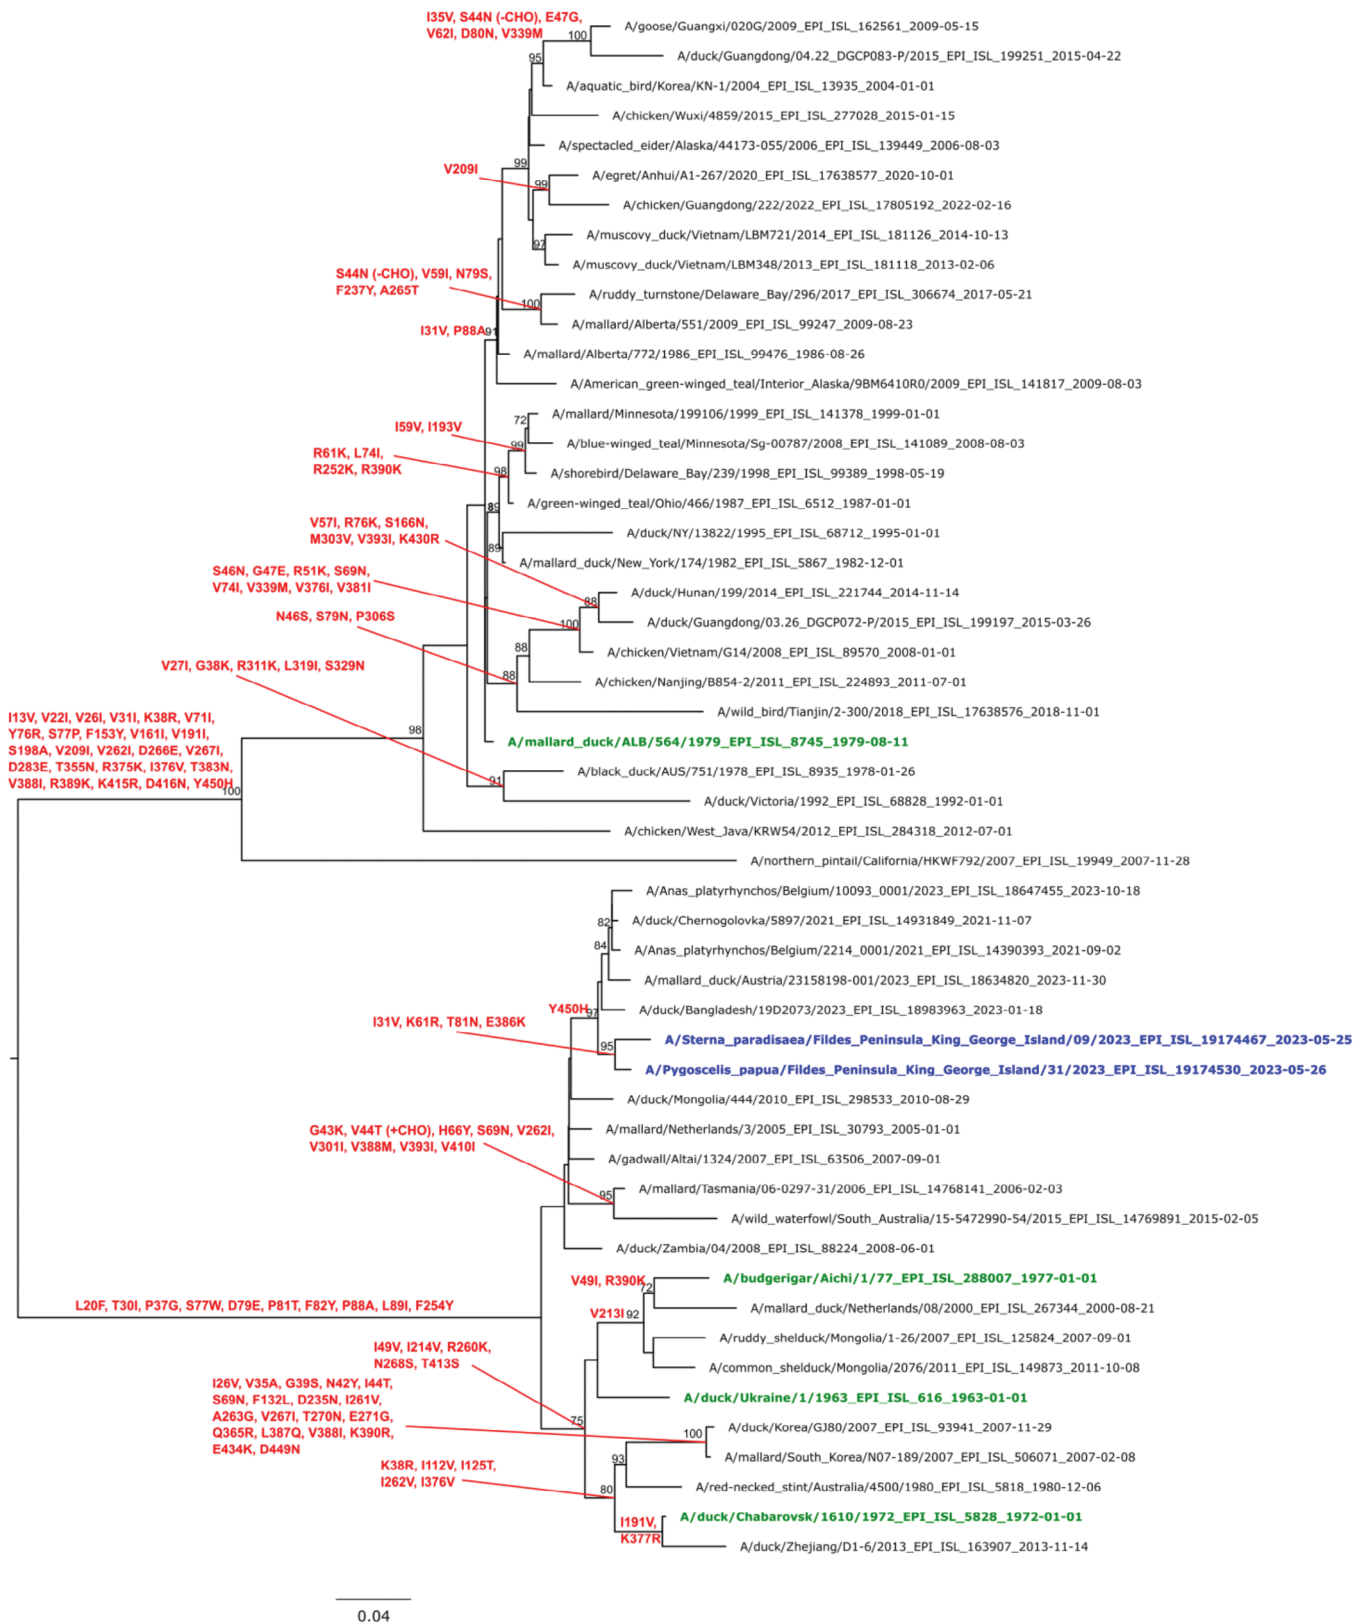 I35V, S44N (-CHO), E47G,
V62I, D80N, V339M
100
A/goose/Guangxi/020G/2009_EPI_ISL_162561_2009-05-15
A/duck/Guangdong/04.22_DGCP083-P/2015_EPI_ISL_199251_2015-04-22
95
A/aquatic_bird/Korea/KN-1/2004_EPI_ISL_13935_2004-01-01
A/chicken/Wuxi/4859/2015_EPI_ISL_277028_2015-01-15
A/spectacled_eider/Alaska/44173-055/2006_EPI_ISL_139449_2006-08-03
99
V209I
A/egret/Anhui/A1-267/2020_EPI_ISL_17638577_2020-10-01
99
A/chicken/Guangdong/222/2022_EPI_ISL_17805192_2022-02-16
A/muscovy_duck/Vietnam/LBM721/2014_EPI_ISL_181126_2014-10-13
97
A/muscovy_duck/Vietnam/LBM348/2013_EPI_ISL_181118_2013-02-06
S44N (-CHO), V59I, N79S,
F237Y, A265T
A/ruddy_turnstone/Delaware_Bay/296/2017_EPI_ISL_306674_2017-05-21
100
A/mallard/Alberta/551/2009_EPI_ISL_99247_2009-08-23
I31V, P88A
91
A/mallard/Alberta/772/1986_EPI_ISL_99476_1986-08-26
A/American_green-winged_teal/Interior_Alaska/9BM6410R0/2009_EPI_ISL_141817_2009-08-03
A/mallard/Minnesota/199106/1999_EPI_ISL_141378_1999-01-01
72
I59V, I193V
A/blue-winged_teal/Minnesota/Sg-00787/2008_EPI_ISL_141089_2008-08-03
99
R61K, L74I,
R252K, R390K
A/shorebird/Delaware_Bay/239/1998_EPI_ISL_99389_1998-05-19
98
A/green-winged_teal/Ohio/466/1987_EPI_ISL_6512_1987-01-01
89
V57I, R76K, S166N,
M303V, V393I, K430R
A/duck/NY/13822/1995_EPI_ISL_68712_1995-01-01
89
A/mallard_duck/New_York/174/1982_EPI_ISL_5867_1982-12-01
S46N, G47E, R51K, S69N,
V74I, V339M, V376I, V381I
A/duck/Hunan/199/2014_EPI_ISL_221744_2014-11-14
88
A/duck/Guangdong/03.26_DGCP072-P/2015_EPI_ISL_199197_2015-03-26
100
N46S, S79N, P306S
A/chicken/Vietnam/G14/2008_EPI_ISL_89570_2008-01-01
88
A/chicken/Nanjing/B854-2/2011_EPI_ISL_224893_2011-07-01
88
V27I, G38K, R311K, L319I, S329N
A/wild_bird/Tianjin/2-300/2018_EPI_ISL_17638576_2018-11-01
A/mallard_duck/ALB/564/1979_EPI_ISL_8745_1979-08-11
98
I13V, V22I, V26I, V31I, K38R, V71I,
Y76R, S77P, F153Y, V161I, V191I,
S198A, V209I, V262I, D266E, V267I,
D283E, T355N, R375K, I376V, T383N,
V388I, R389K, K415R, D416N, Y450H
100
A/black_duck/AUS/751/1978_EPI_ISL_8935_1978-01-26
91
A/duck/Victoria/1992_EPI_ISL_68828_1992-01-01
A/chicken/West_Java/KRW54/2012_EPI_ISL_284318_2012-07-01
A/northern_pintail/California/HKWF792/2007_EPI_ISL_19949_2007-11-28
A/Anas_platyrhynchos/Belgium/10093_0001/2023_EPI_ISL_18647455_2023-10-18
82
A/duck/Chernogolovka/5897/2021_EPI_ISL_14931849_2021-11-07
84
A/Anas_platyrhynchos/Belgium/2214_0001/2021_EPI_ISL_14390393_2021-09-02
A/mallard_duck/Austria/23158198-001/2023_EPI_ISL_18634820_2023-11-30
Y450H
97
A/duck/Bangladesh/19D2073/2023_EPI_ISL_18983963_2023-01-18
I31V, K61R, T81N, E386K
A/Sterna_paradisaea/Fildes_Peninsula_King_George_Island/09/2023_EPI_ISL_19174467_2023-05-25
95
A/Pygoscelis_papua/Fildes_Peninsula_King_George_Island/31/2023_EPI_ISL_19174530_2023-05-26
A/duck/Mongolia/444/2010_EPI_ISL_298533_2010-08-29
G43K, V44T (+CHO), H66Y, S69N, V262I,
V301I, V388M, V393I, V410I
A/mallard/Netherlands/3/2005_EPI_ISL_30793_2005-01-01
A/gadwall/Altai/1324/2007_EPI_ISL_63506_2007-09-01
A/mallard/Tasmania/06-0297-31/2006_EPI_ISL_14768141_2006-02-03
95
A/wild_waterfowl/South_Australia/15-5472990-54/2015_EPI_ISL_14769891_2015-02-05
A/duck/Zambia/04/2008_EPI_ISL_88224_2008-06-01
V49I, R390K
A/budgerigar/Aichi/1/77_EPI_ISL_288007_1977-01-01
72
L20F, T30I, P37G, S77W, D79E, P81T, F82Y, P88A, L89I, F254Y
V213I
92
A/mallard_duck/Netherlands/08/2000_EPI_ISL_267344_2000-08-21
A/ruddy_shelduck/Mongolia/1-26/2007_EPI_ISL_125824_2007-09-01
I49V, I214V, R260K,
N268S, T413S
A/common_shelduck/Mongolia/2076/2011_EPI_ISL_149873_2011-10-08
I26V, V35A, G39S, N42Y, I44T,
S69N, F132L, D235N, I261V,
A263G, V267I, T270N, E271G,
Q365R, L387Q, V388I, K390R,
E434K, D449N
A/duck/Ukraine/1/1963_EPI_ISL_616_1963-01-01
75
A/duck/Korea/GJ80/2007_EPI_ISL_93941_2007-11-29
100
A/mallard/South_Korea/N07-189/2007_EPI_ISL_506071_2007-02-08
93
K38R, I112V, I125T,
I262V, I376V
A/red-necked_stint/Australia/4500/1980_EPI_ISL_5818_1980-12-06
80
A/duck/Chabarovsk/1610/1972_EPI_ISL_5828_1972-01-01
I191V,
K377R
A/duck/Zhejiang/D1-6/2013_EPI_ISL_163907_2013-11-14
0.04